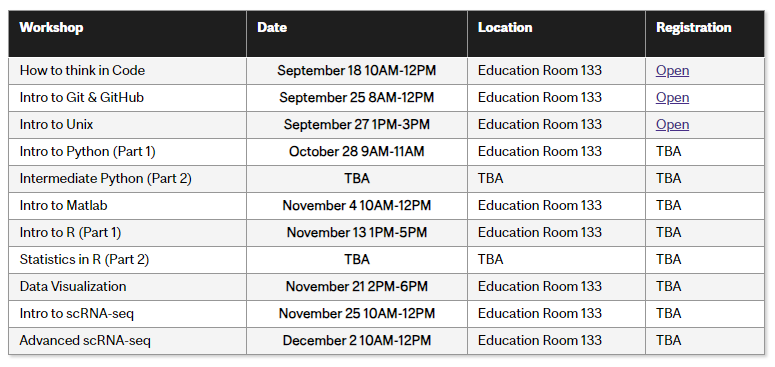 Workshop Date Location Registration
How to think in Code September 18 10AM-12PM Education Room 133 Open
Intro to Git & GitHub September 25 8AM-12PM Education Room 133 Open
Intro to Unix September 27 1PM-3PM Education Room 133 Open
Intro to Python (Part 1) October 28 9AM-11AM Education Room 133 TBA
Intermediate Python (Part 2) TBA TBA TBA
Intro to Matlab November 4 10AM-12PM Education Room 133 TBA
Intro to R (Part 1) November 13 1PM-5PM Education Room 133 TBA
Statistics in R (Part 2) TBA TBA TBA
Data Visualization November 21 2PM-6PM Education Room 133 TBA
Intro to scRNA-seq November 25 10AM-12PM Education Room 133 TBA
Advanced scRNA-seq December 2 10AM-12PM Education Room 133 TBA